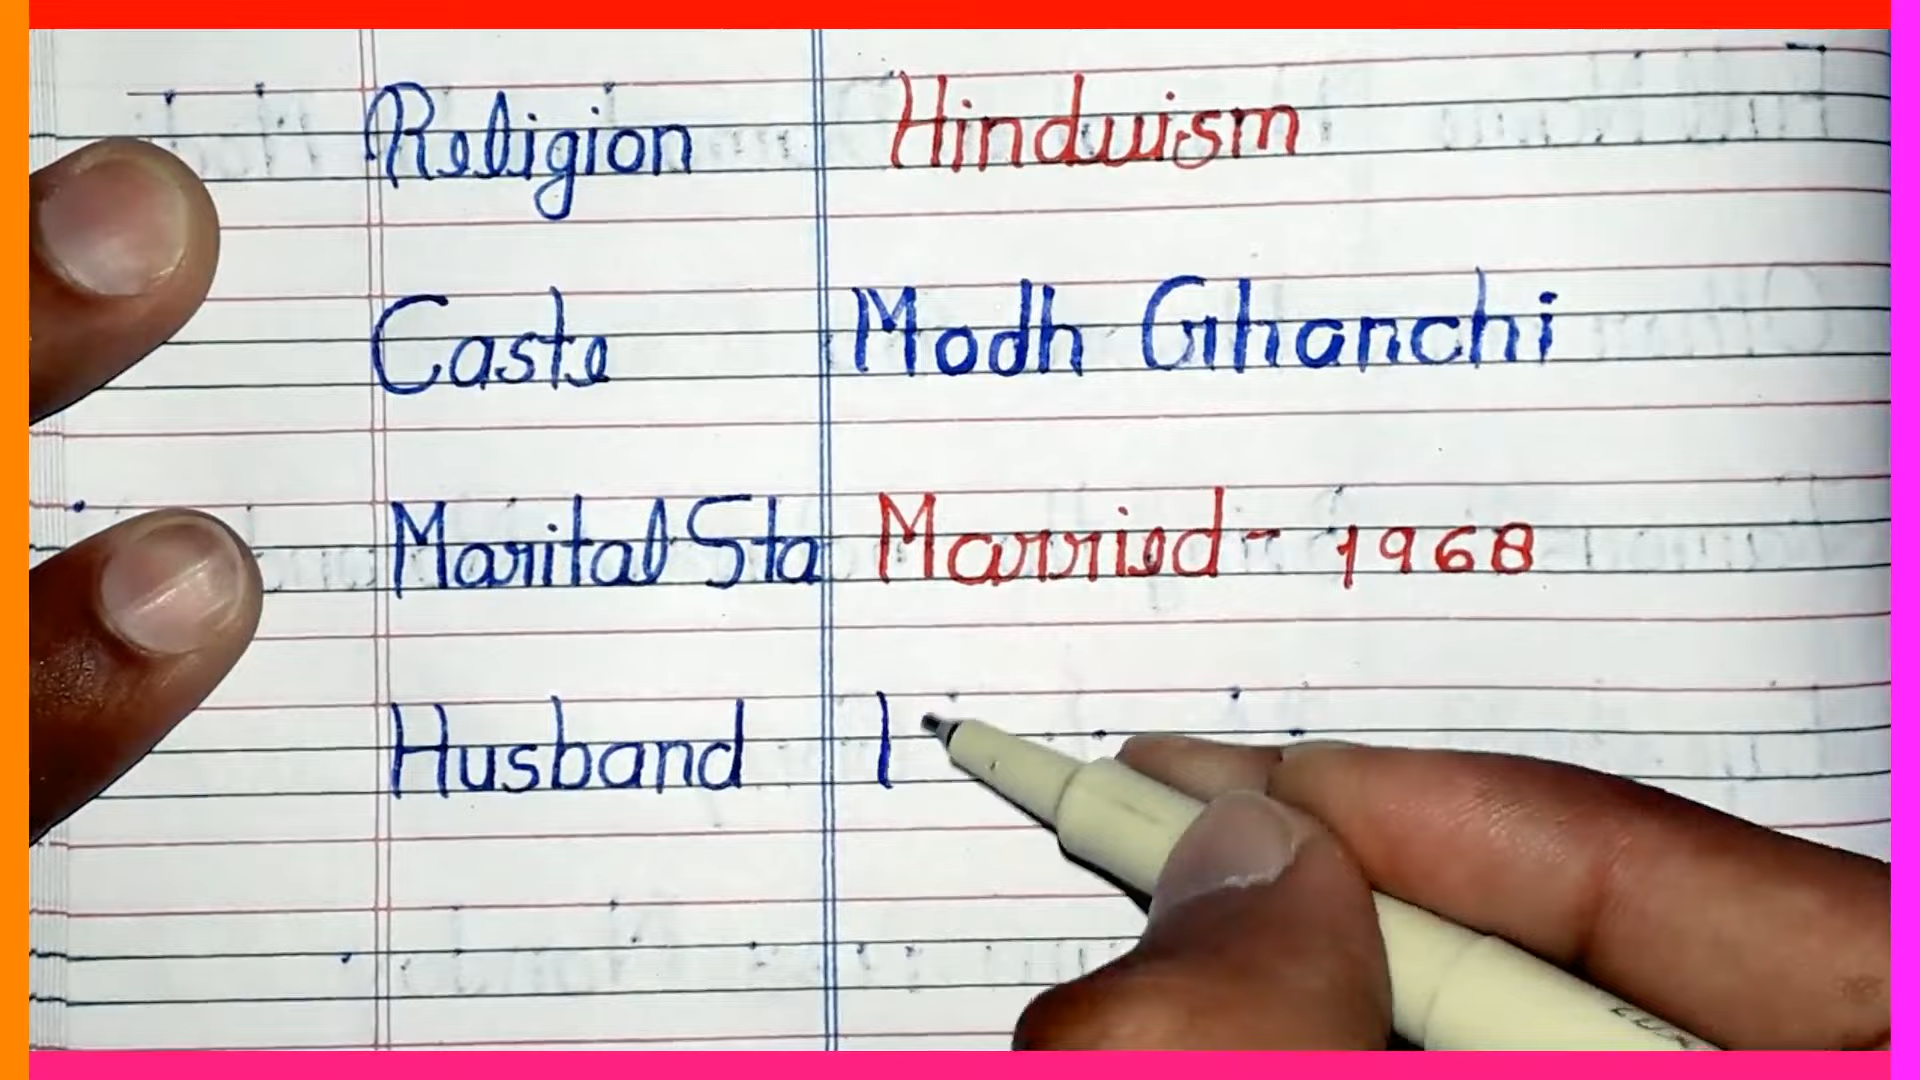 Religion Hinduism
Caste Modh Ghanchi
Marital Sta Married - 1968
Husband